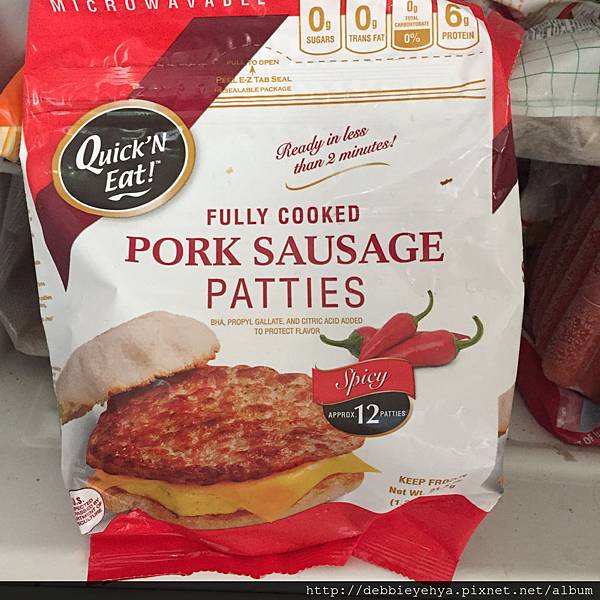 MICROWAVABLE
0g SUGARS
0g TRANS FAT
0g TOTAL CARBOHYDRATE 0%
6g PROTEIN
TO OPEN
PEEL E-Z TAB SEAL
RESEALABLE PACKAGE
Quick'N
Eat!™
Ready in less
than 2 minutes!
FULLY COOKED
PORK SAUSAGE
PATTIES
BHA, PROPYL GALLATE, AND CITRIC ACID ADDED
TO PROTECT FLAVOR
Spicy
APPROX. 12 PATTIES
KEEP
Net Wt.
http://debbieyehya.pixnet.net/album